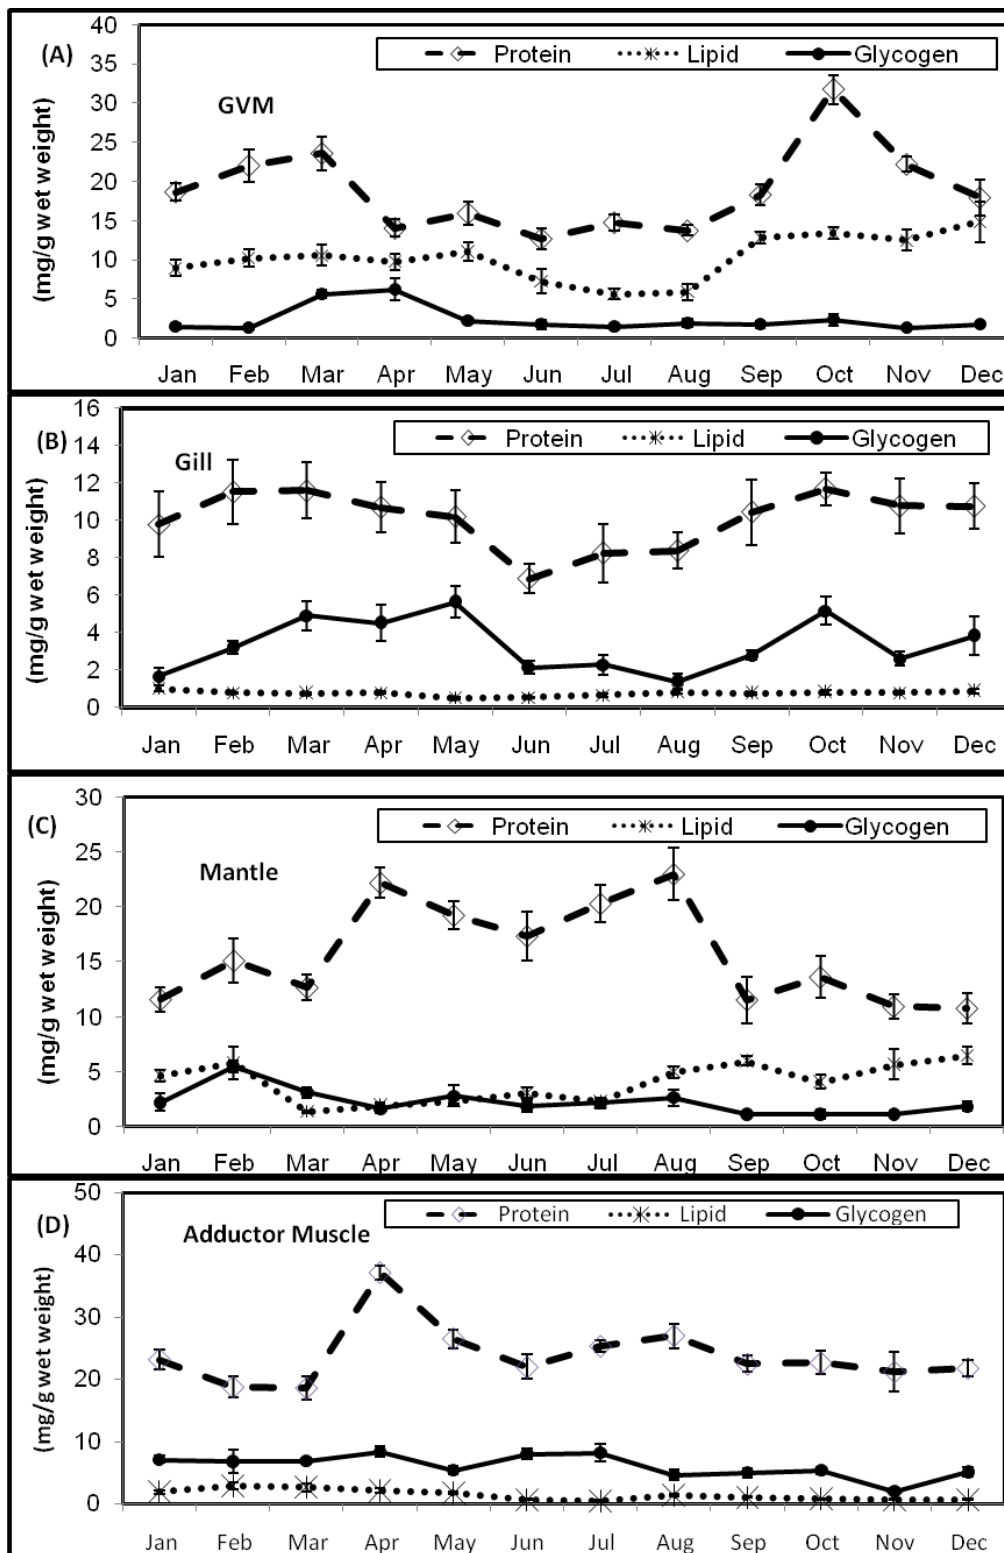 (A)
Protein Lipid Glycogen
GVM
(mg/g wet weight)
40
35
30
25
20
15
10
5
0
Jan Feb Mar Apr May Jun Jul Aug Sep Oct Nov Dec
(B)
Protein Lipid Glycogen
Gill
(mg/g wet weight)
16
14
12
10
8
6
4
2
0
Jan Feb Mar Apr May Jun Jul Aug Sep Oct Nov Dec
(C)
Protein Lipid Glycogen
Mantle
(mg/g wet weight)
30
25
20
15
10
5
0
Jan Feb Mar Apr May Jun Jul Aug Sep Oct Nov Dec
(D)
Protein Lipid Glycogen
Adductor Muscle
(mg/g wet weight)
50
40
30
20
10
0
Jan Feb Mar Apr May Jun Jul Aug Sep Oct Nov Dec